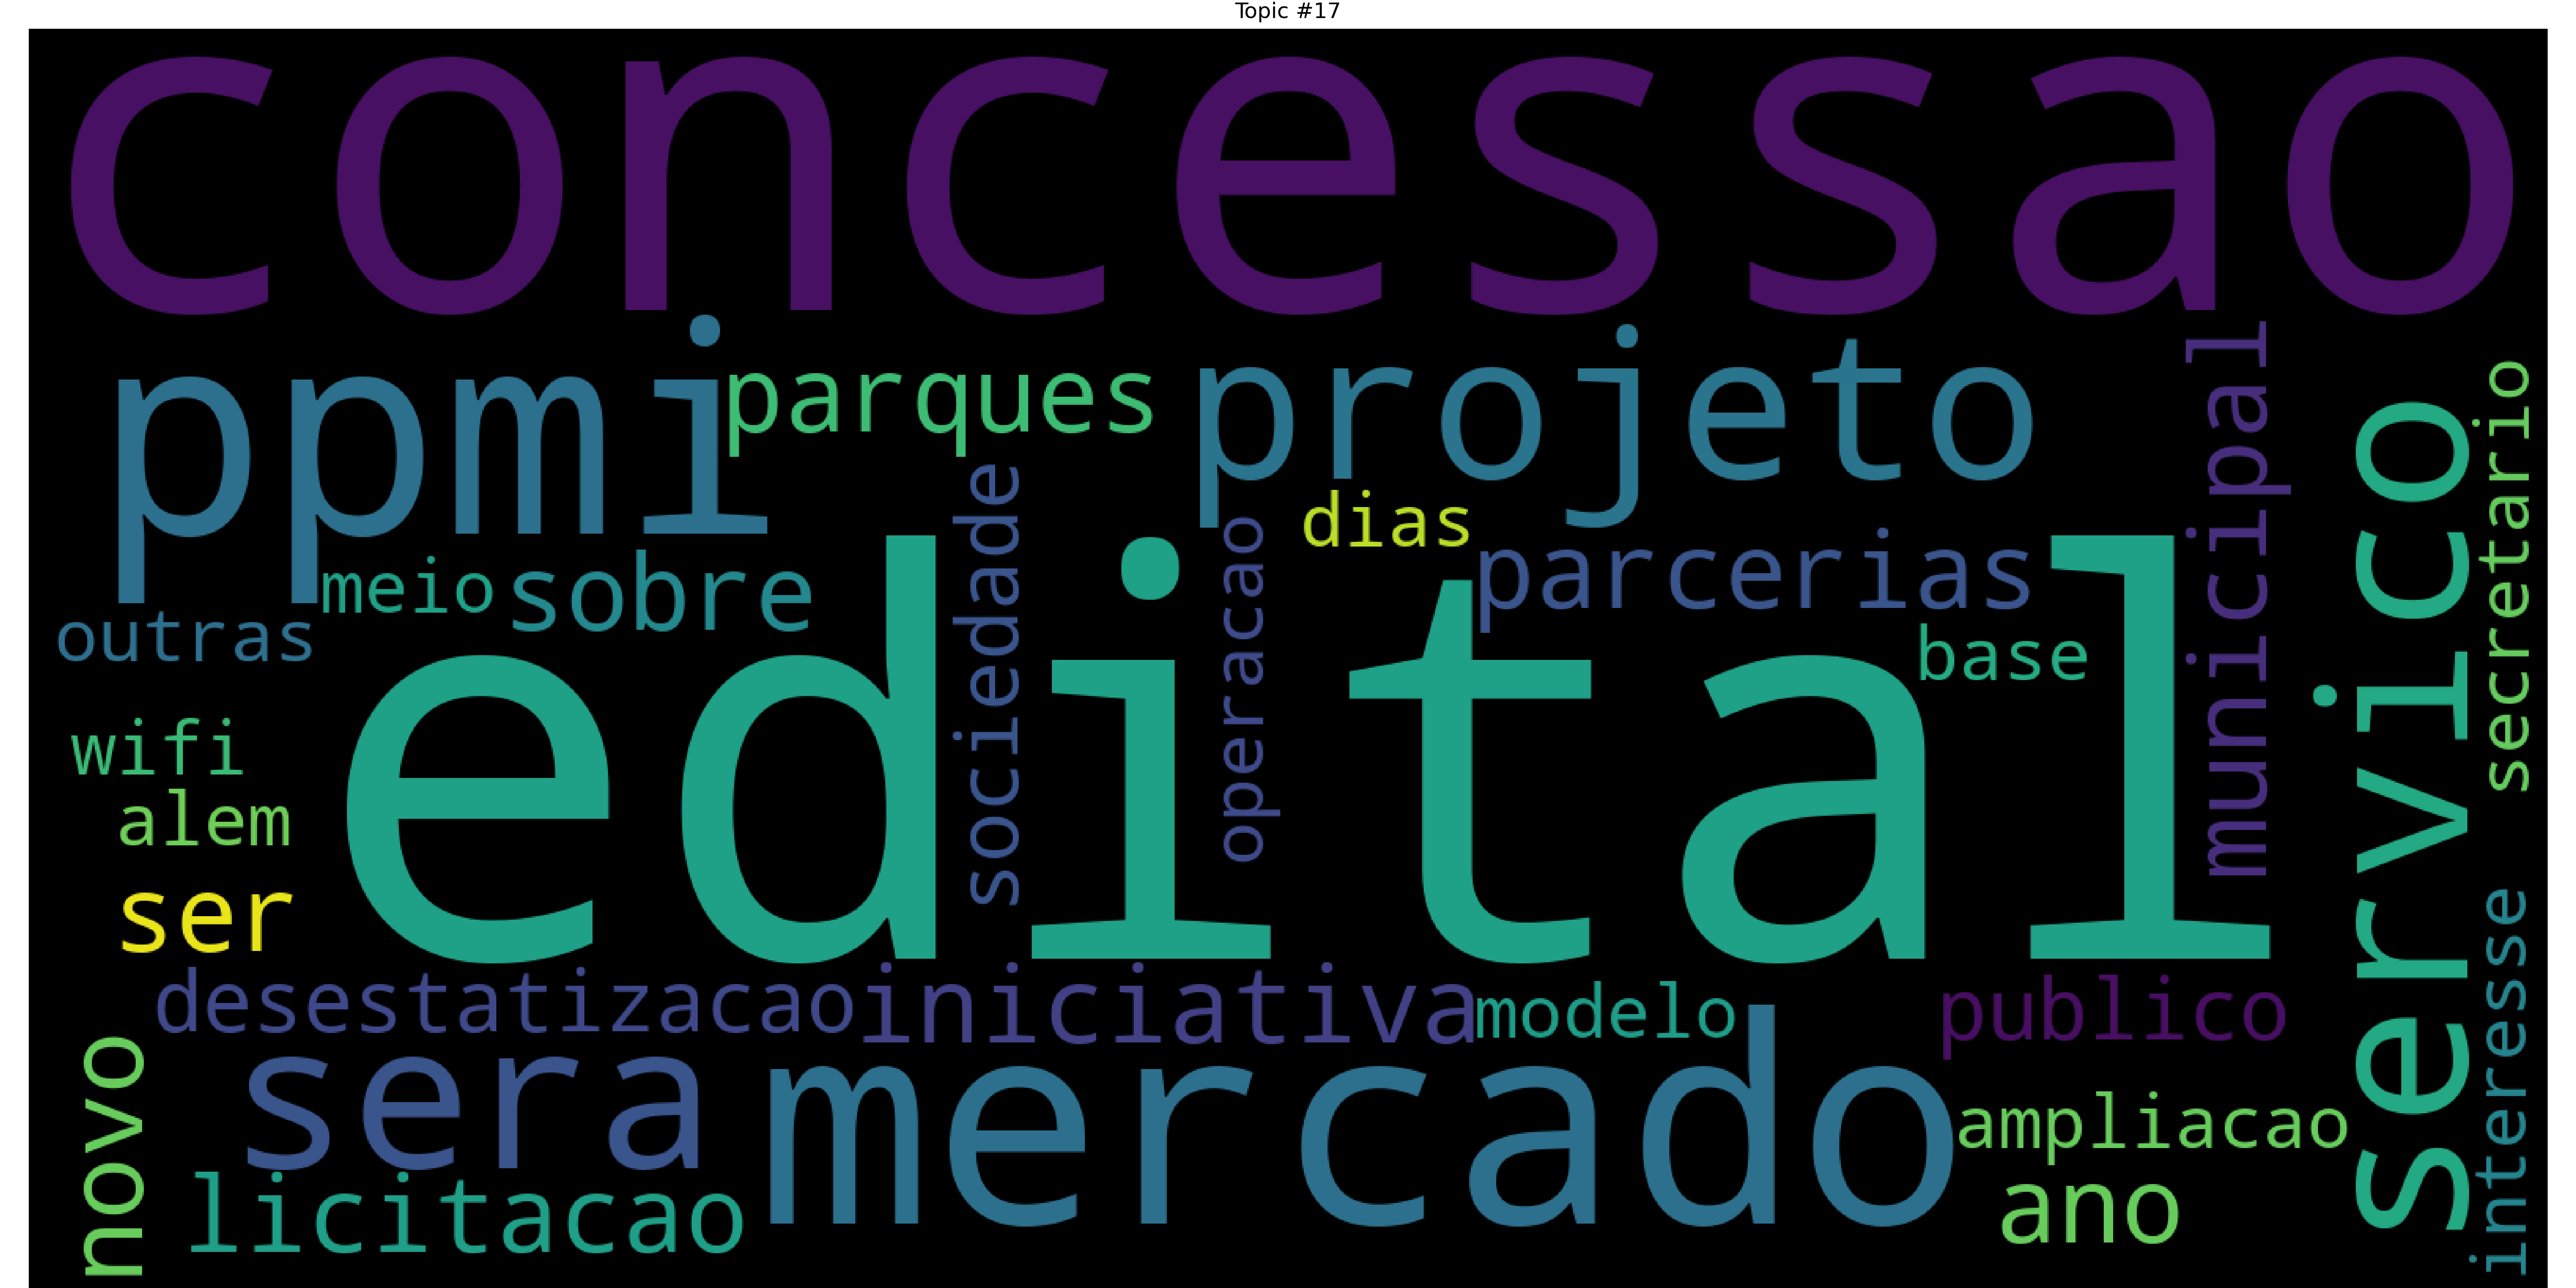 Topic #17
concessao
ppmi
parques
projeto
municipal
servico
secretario
sociedade
operacao
dias
parcerias
meio
sobre
outras
edital
base
wifi
alem
ser
interesse
desestatizacao
iniciativa
modelo
publico
novo
sera
mercado
ampliacao
licitacao
ano